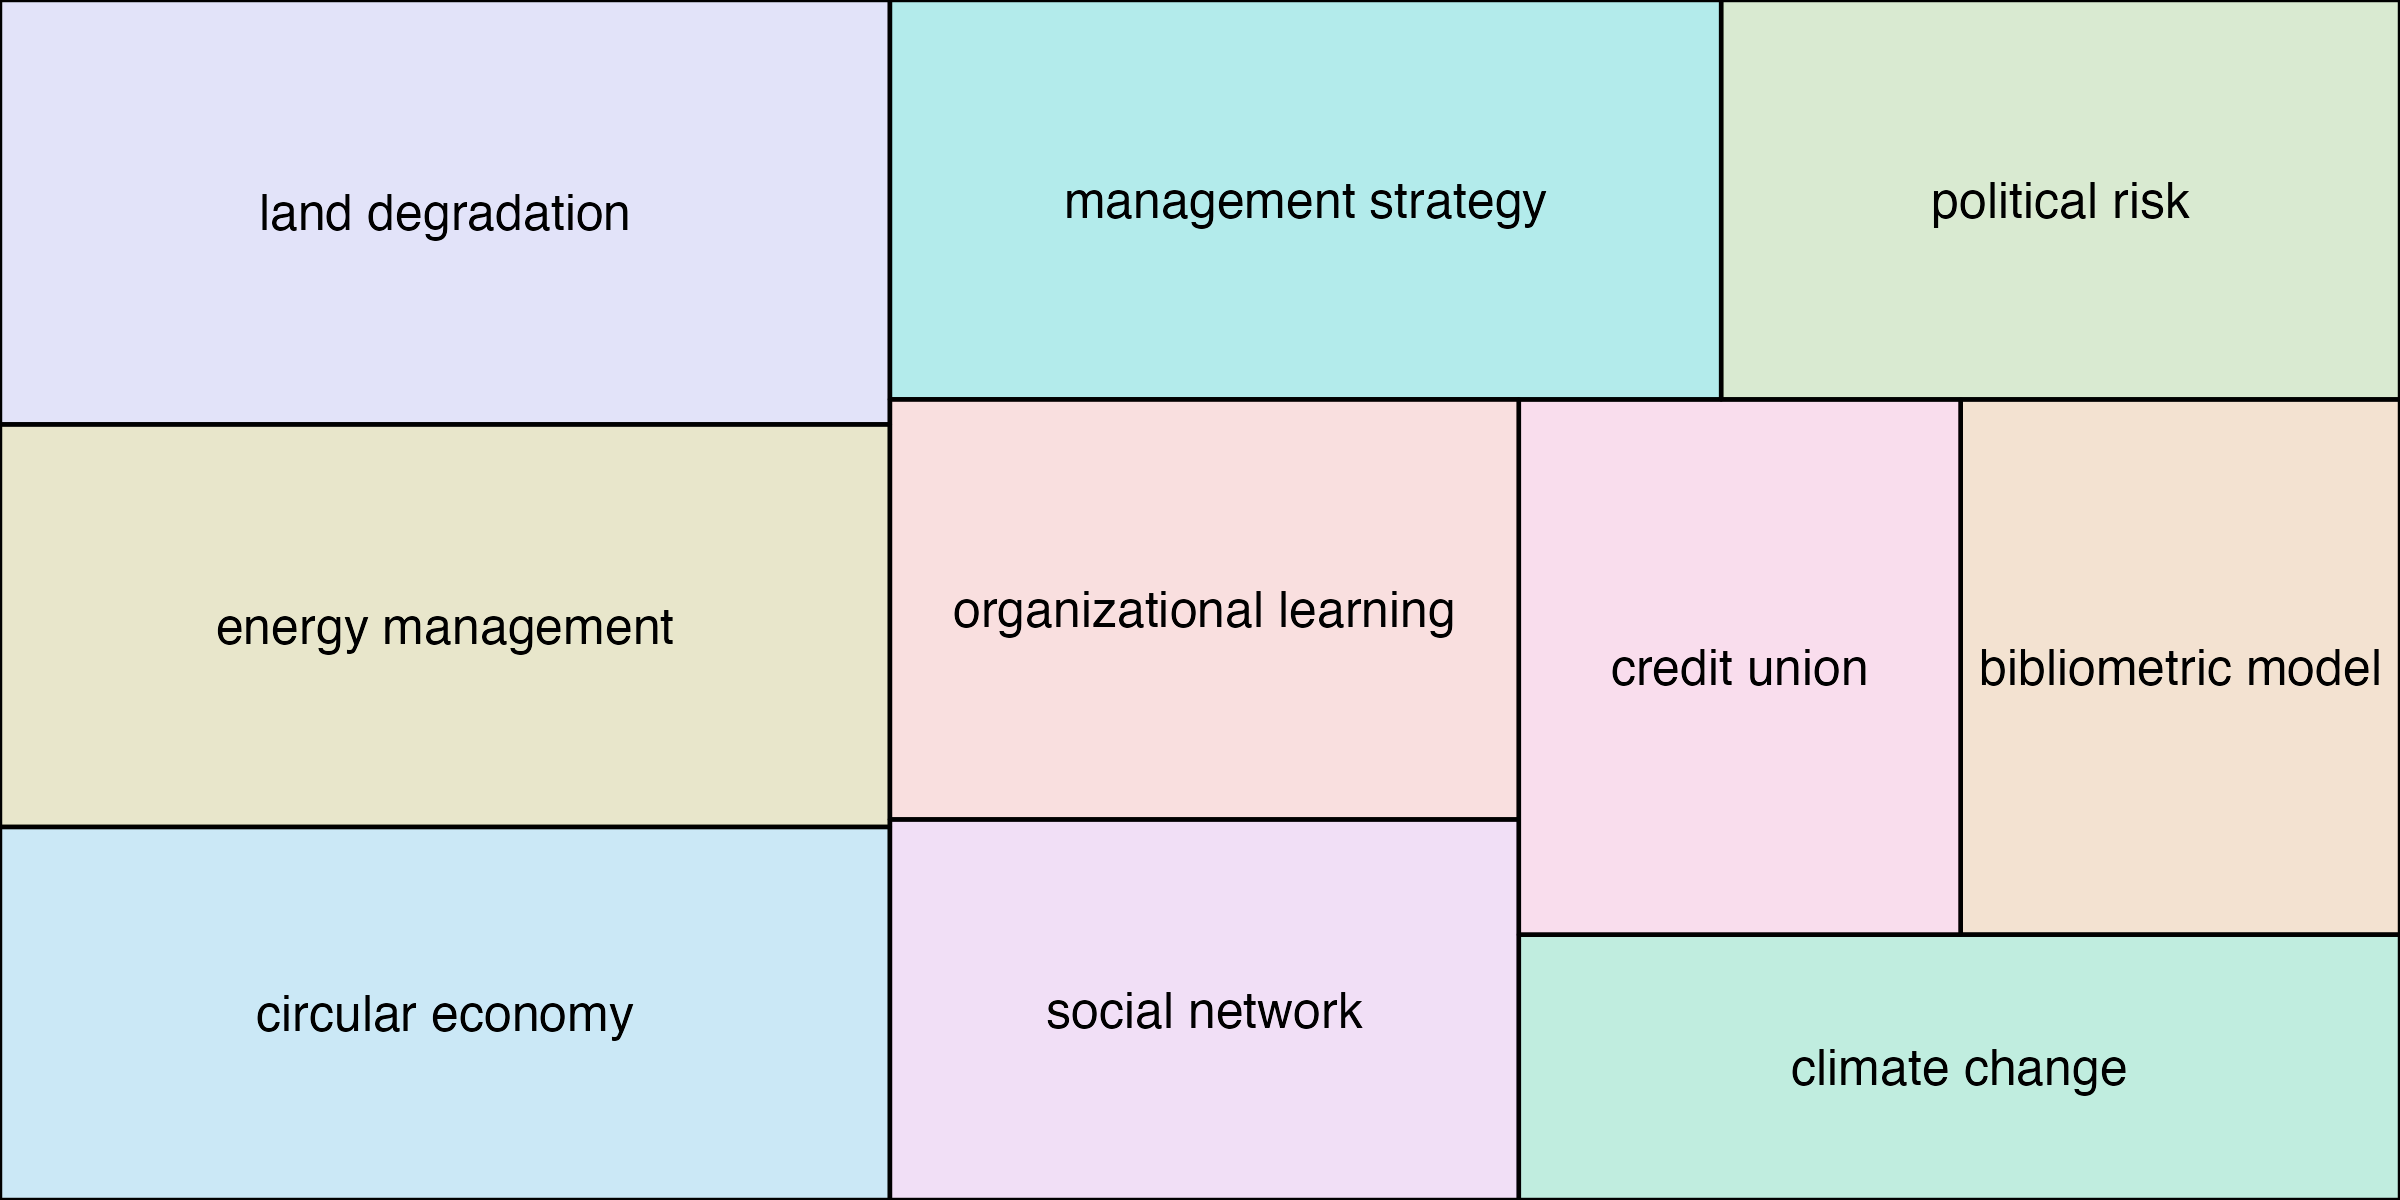 land degradation
management strategy
political risk
energy management
organizational learning
credit union
bibliometric model
circular economy
social network
climate change